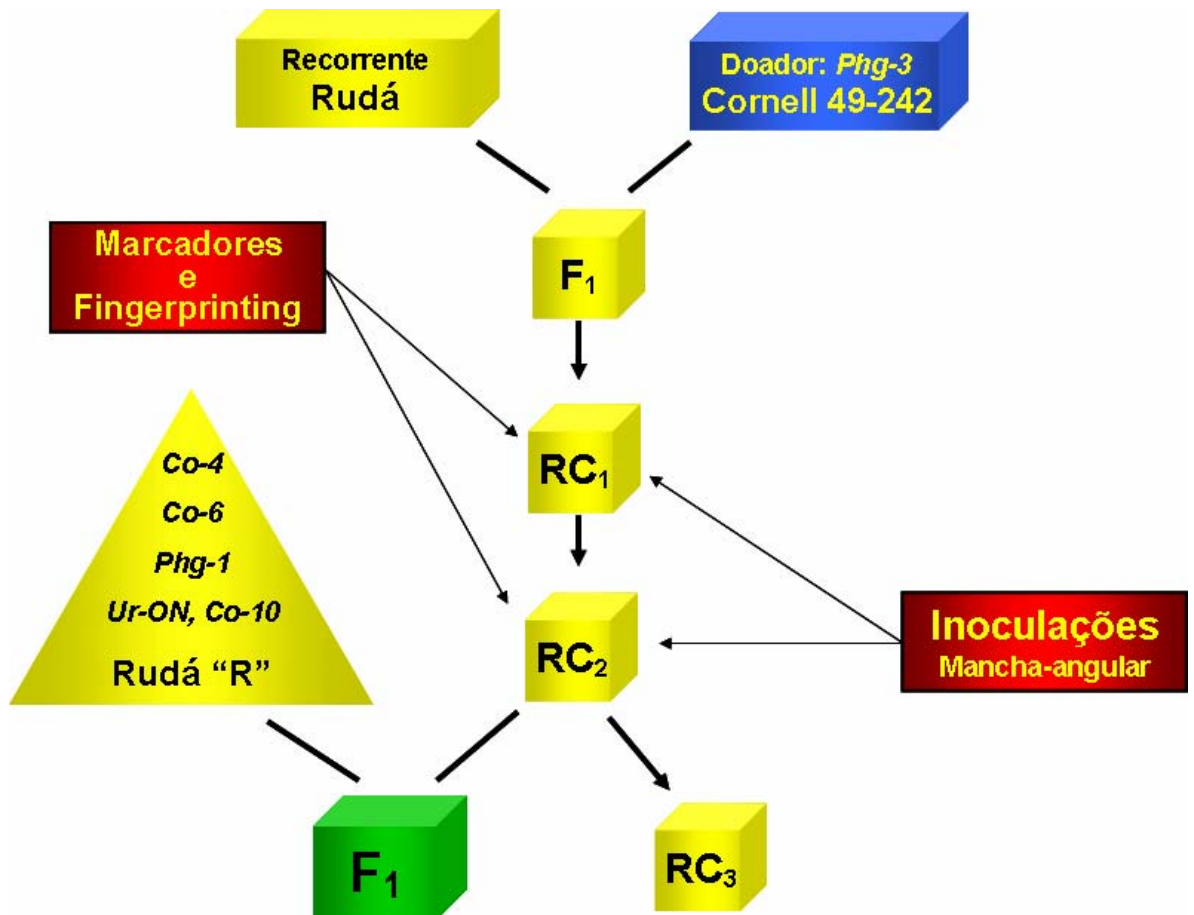 Recorrente
Rudá
Doador: Phg-3
Cornell 49-242
Marcadores
e
Fingerprinting
F₁
RC₁
Co-4
Co-6
Phg-1
Ur-ON, Co-10
Rudá “R”
RC₂
Inoculações
Mancha-angular
F₁
RC₃